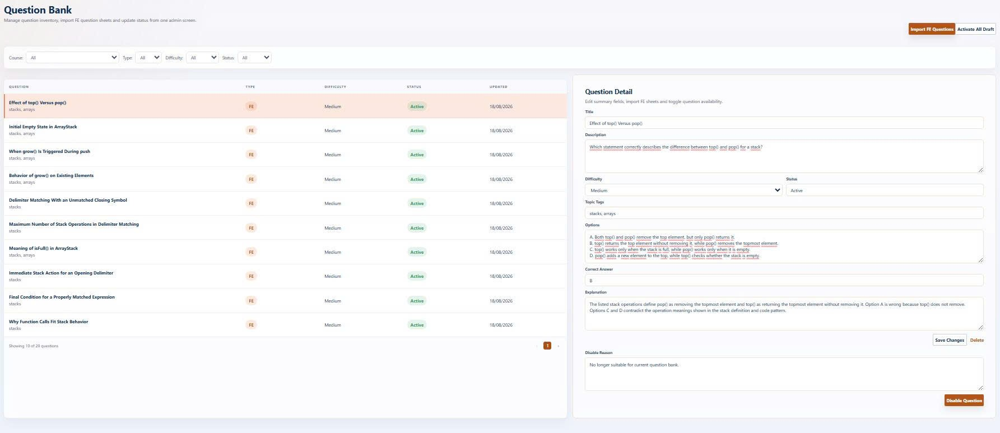 Question Bank
Manage question inventory, import FE question sheets and update status from one admin screen.
Import FE Questions
Activate All Draft
Course: All
Type: All
Difficulty: All
Status: All
QUESTION TYPE DIFFICULTY STATUS UPDATED
Effect of top() Versus pop()
stacks, arrays
FE Medium Active 18/08/2026
Initial Empty State in ArrayStack
stacks, arrays
FE Medium Active 18/08/2026
When grow() Is Triggered During push
stacks, arrays
FE Medium Active 18/08/2026
Behavior of grow() on Existing Elements
stacks, arrays
FE Medium Active 18/08/2026
Delimiter Matching With an Unmatched Closing Symbol
stacks
FE Medium Active 18/08/2026
Maximum Number of Stack Operations in Delimiter Matching
stacks
FE Medium Active 18/08/2026
Meaning of isFull() in ArrayStack
stacks
FE Medium Active 18/08/2026
Immediate Stack Action for an Opening Delimiter
stacks
FE Medium Active 18/08/2026
Final Condition for a Properly Matched Expression
stacks
FE Medium Active 18/08/2026
Why Function Calls Fit Stack Behavior
stacks
FE Medium Active 18/08/2026
Showing 10 of 20 questions
‹ 1 ›
Question Detail
Edit summary fields, import FE sheets and toggle question availability.
Title
Effect of top() Versus pop()
Description
Which statement correctly describes the difference between top() and pop() for a stack?
Difficulty
Medium
Status
Active
Topic Tags
stacks, arrays
Options
A. Both top() and pop() remove the top element, but only pop() returns it.
B. top() returns the top element without removing it, while pop() removes the topmost element.
C. top() works only when the stack is full, while pop() works only when it is empty.
D. pop() adds a new element to the top, while top() checks whether the stack is empty.
Correct Answer
B
Explanation
The listed stack operations define pop() as removing the topmost element and top() as returning the topmost element without removing it. Option A is wrong because top() does not remove.
Options C and D contradict the operation meanings shown in the stack definition and code pattern.
Save Changes
Delete
Disable Reason
No longer suitable for current question bank.
Disable Question